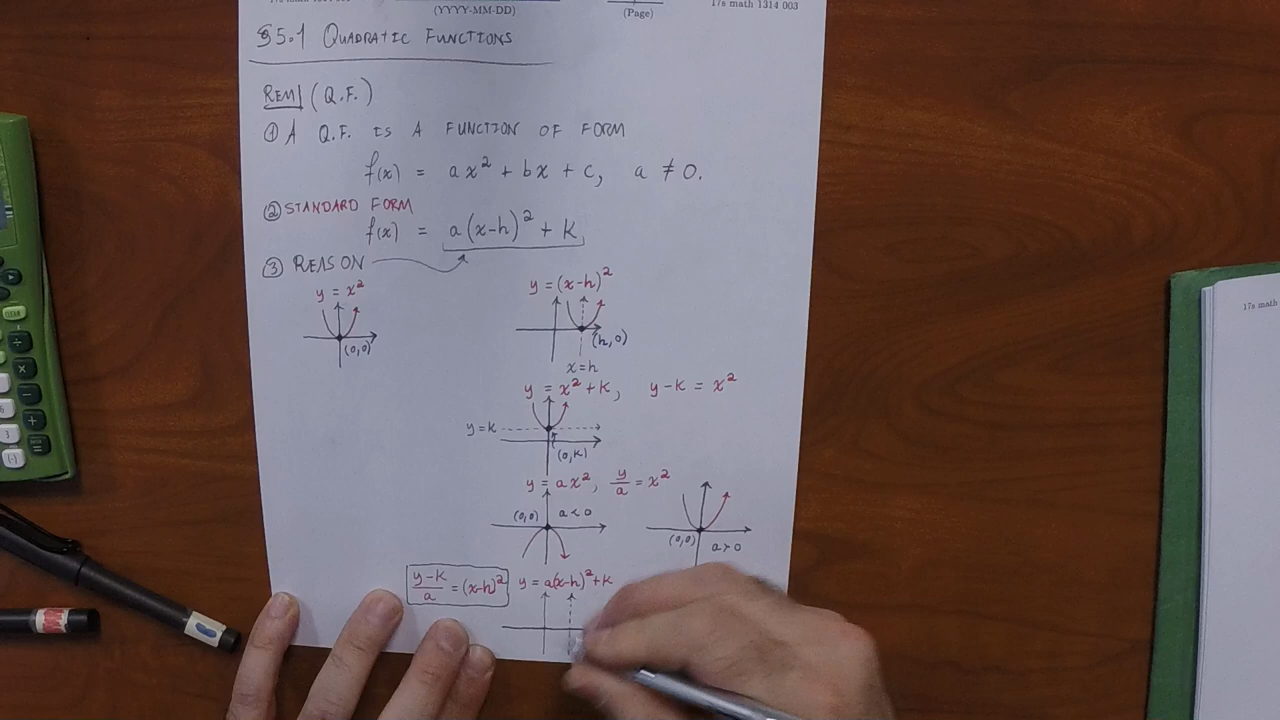 (YYYY-MM-DD)
(Page)
17s math 1314 003
§5.1 QUADRATIC FUNCTIONS
REM (Q.F.)
① A Q.F. IS A FUNCTION OF FORM
f(x) = ax² + bx + c, a ≠ 0.
② STANDARD FORM
f(x) = a(x-h)² + k
③ REASON
y = x²
(0,0)
y = (x-h)²
(h,0)
x=h
y = x² + k, y-k = x²
y=k
(0,k)
y = ax², y/a = x²
(0,0) a<0
(0,0) a>0
(y-k)/a = (x-h)²
y = a(x-h)²+k
17s math